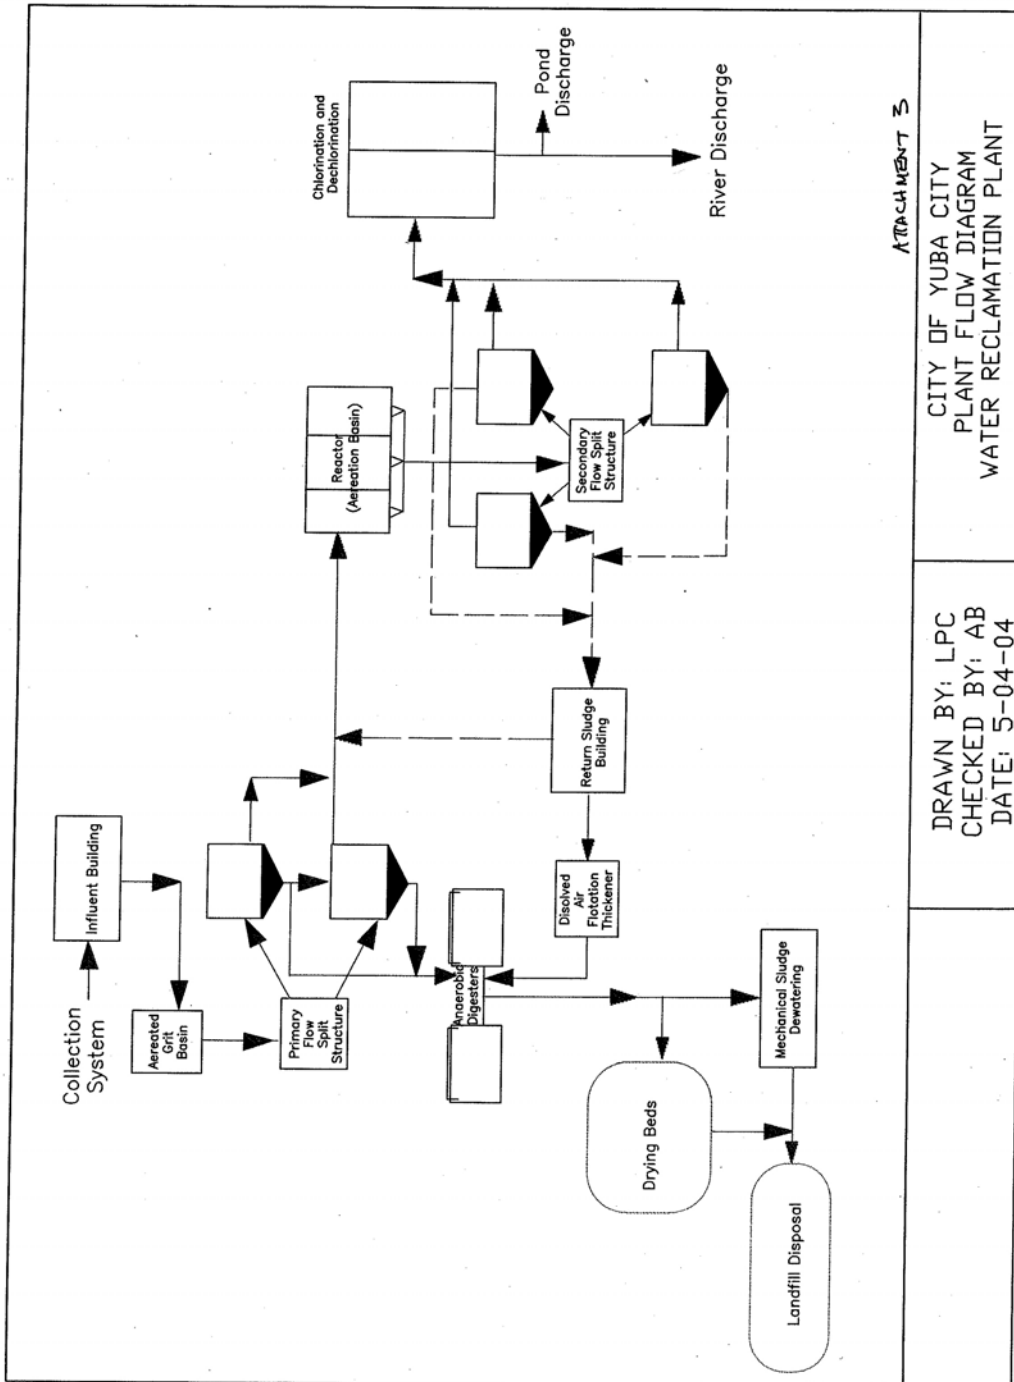 Collection
System
Influent Building
Aereated
Grit
Basin
Primary
Flow
Split
Structure
Anaerobic
Digesters
Reactor
(Aereation Basin)
Secondary
Flow Split
Structure
Chlorination and
Dechlorination
Pond
Discharge
River Discharge
Return Sludge
Building
Disolved
Air
Flotation
Thickener
Mechanical Sludge
Dewatering
Drying Beds
Landfill Disposal
ATTACHMENT 3
DRAWN BY: LPC
CHECKED BY: AB
DATE: 5-04-04
CITY OF YUBA CITY
PLANT FLOW DIAGRAM
WATER RECLAMATION PLANT